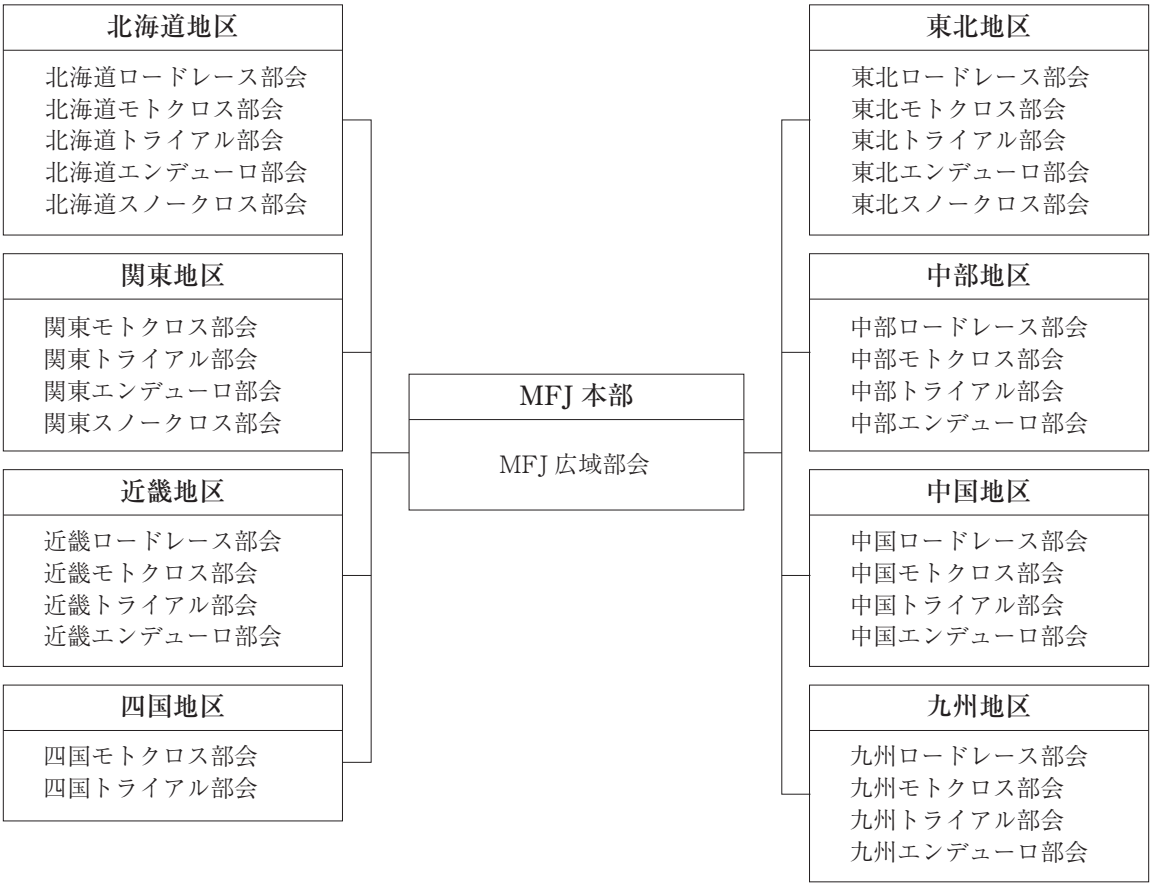 北海道地区
北海道ロードレース部会
北海道モトクロス部会
北海道トライアル部会
北海道エンデューロ部会
北海道スノークロス部会
関東地区
関東モトクロス部会
関東トライアル部会
関東エンデューロ部会
関東スノークロス部会
近畿地区
近畿ロードレース部会
近畿モトクロス部会
近畿トライアル部会
近畿エンデューロ部会
四国地区
四国モトクロス部会
四国トライアル部会
MFJ 本部
MFJ 広域部会
東北地区
東北ロードレース部会
東北モトクロス部会
東北トライアル部会
東北エンデューロ部会
東北スノークロス部会
中部地区
中部ロードレース部会
中部モトクロス部会
中部トライアル部会
中部エンデューロ部会
中国地区
中国ロードレース部会
中国モトクロス部会
中国トライアル部会
中国エンデューロ部会
九州地区
九州ロードレース部会
九州モトクロス部会
九州トライアル部会
九州エンデューロ部会